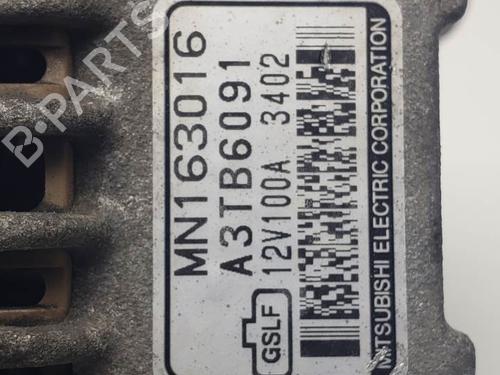 MN163016
A3TB6091
12V100A 3402
GSLF
MITSUBISHI ELECTRIC CORPORATION
B-PARTS